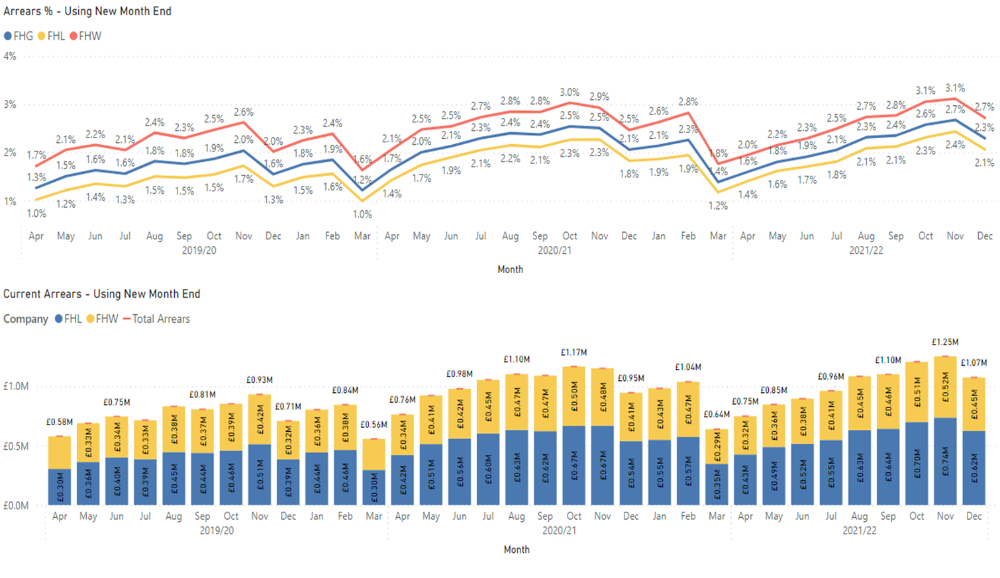 Arrears % - Using New Month End
FHG FHL FHW
4%
3%
2%
1%
1.7% 2.1% 2.2% 2.1% 2.4% 2.3% 2.5% 2.6% 2.0% 2.3% 2.4% 1.6% 2.1% 2.5% 2.5% 2.7% 2.8% 2.8% 3.0% 2.9% 2.5% 2.6% 2.8% 1.8% 2.0% 2.2% 2.3% 2.5% 2.7% 2.8% 3.1% 3.1% 2.7%
1.3% 1.5% 1.6% 1.6% 1.8% 1.8% 1.9% 2.0% 1.6% 1.8% 1.9% 1.2% 1.7% 2.0% 2.1% 2.3% 2.4% 2.4% 2.5% 2.5% 2.1% 2.1% 2.3% 1.4% 1.6% 1.8% 1.9% 2.1% 2.3% 2.4% 2.6% 2.7% 2.3%
1.0% 1.2% 1.4% 1.3% 1.5% 1.5% 1.5% 1.7% 1.3% 1.5% 1.6% 1.0% 1.4% 1.7% 1.9% 2.1% 2.2% 2.1% 2.3% 2.3% 1.8% 1.9% 1.9% 1.2% 1.4% 1.6% 1.7% 1.8% 2.1% 2.1% 2.3% 2.4% 2.1%
Apr May Jun Jul Aug Sep Oct Nov Dec Jan Feb Mar Apr May Jun Jul Aug Sep Oct Nov Dec Jan Feb Mar Apr May Jun Jul Aug Sep Oct Nov Dec
2019/20 2020/21 2021/22
Month
Current Arrears - Using New Month End
Company FHL FHW Total Arrears
£1.0M
£0.5M
£0.0M
£0.58M £0.75M £0.81M £0.93M £0.71M £0.84M £0.56M £0.76M £0.98M £1.10M £1.17M £0.95M £1.04M £0.64M £0.75M £0.85M £0.96M £1.10M £1.25M £1.07M
£0.33M £0.34M £0.33M £0.38M £0.37M £0.39M £0.42M £0.32M £0.36M £0.38M £0.34M £0.41M £0.42M £0.45M £0.47M £0.47M £0.50M £0.48M £0.41M £0.43M £0.47M £0.29M £0.32M £0.36M £0.38M £0.41M £0.45M £0.46M £0.51M £0.52M £0.45M
£0.30M £0.36M £0.40M £0.39M £0.45M £0.44M £0.46M £0.51M £0.39M £0.44M £0.46M £0.30M £0.42M £0.51M £0.56M £0.60M £0.63M £0.62M £0.67M £0.67M £0.54M £0.55M £0.57M £0.35M £0.43M £0.49M £0.52M £0.55M £0.63M £0.64M £0.70M £0.74M £0.62M
Apr May Jun Jul Aug Sep Oct Nov Dec Jan Feb Mar Apr May Jun Jul Aug Sep Oct Nov Dec Jan Feb Mar Apr May Jun Jul Aug Sep Oct Nov Dec
2019/20 2020/21 2021/22
Month